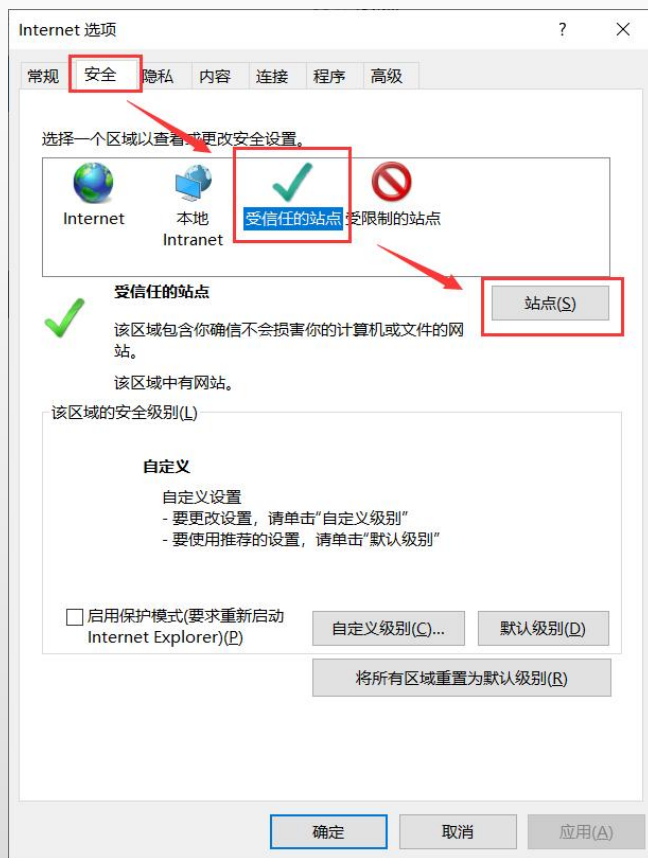 Internet 选项
?
常规 安全 隐私 内容 连接 程序 高级
选择一个区域以查看或更改安全设置。
Internet 本地 受信任的站点 受限制的站点
Intranet
受信任的站点
站点(S)
该区域包含你确信不会损害你的计算机或文件的网
站。
该区域中有网站。
该区域的安全级别(L)
自定义
自定义设置
- 要更改设置，请单击“自定义级别”
- 要使用推荐的设置，请单击“默认级别”
启用保护模式(要求重新启动
Internet Explorer)(P)
自定义级别(C)... 默认级别(D)
将所有区域重置为默认级别(R)
确定 取消 应用(A)